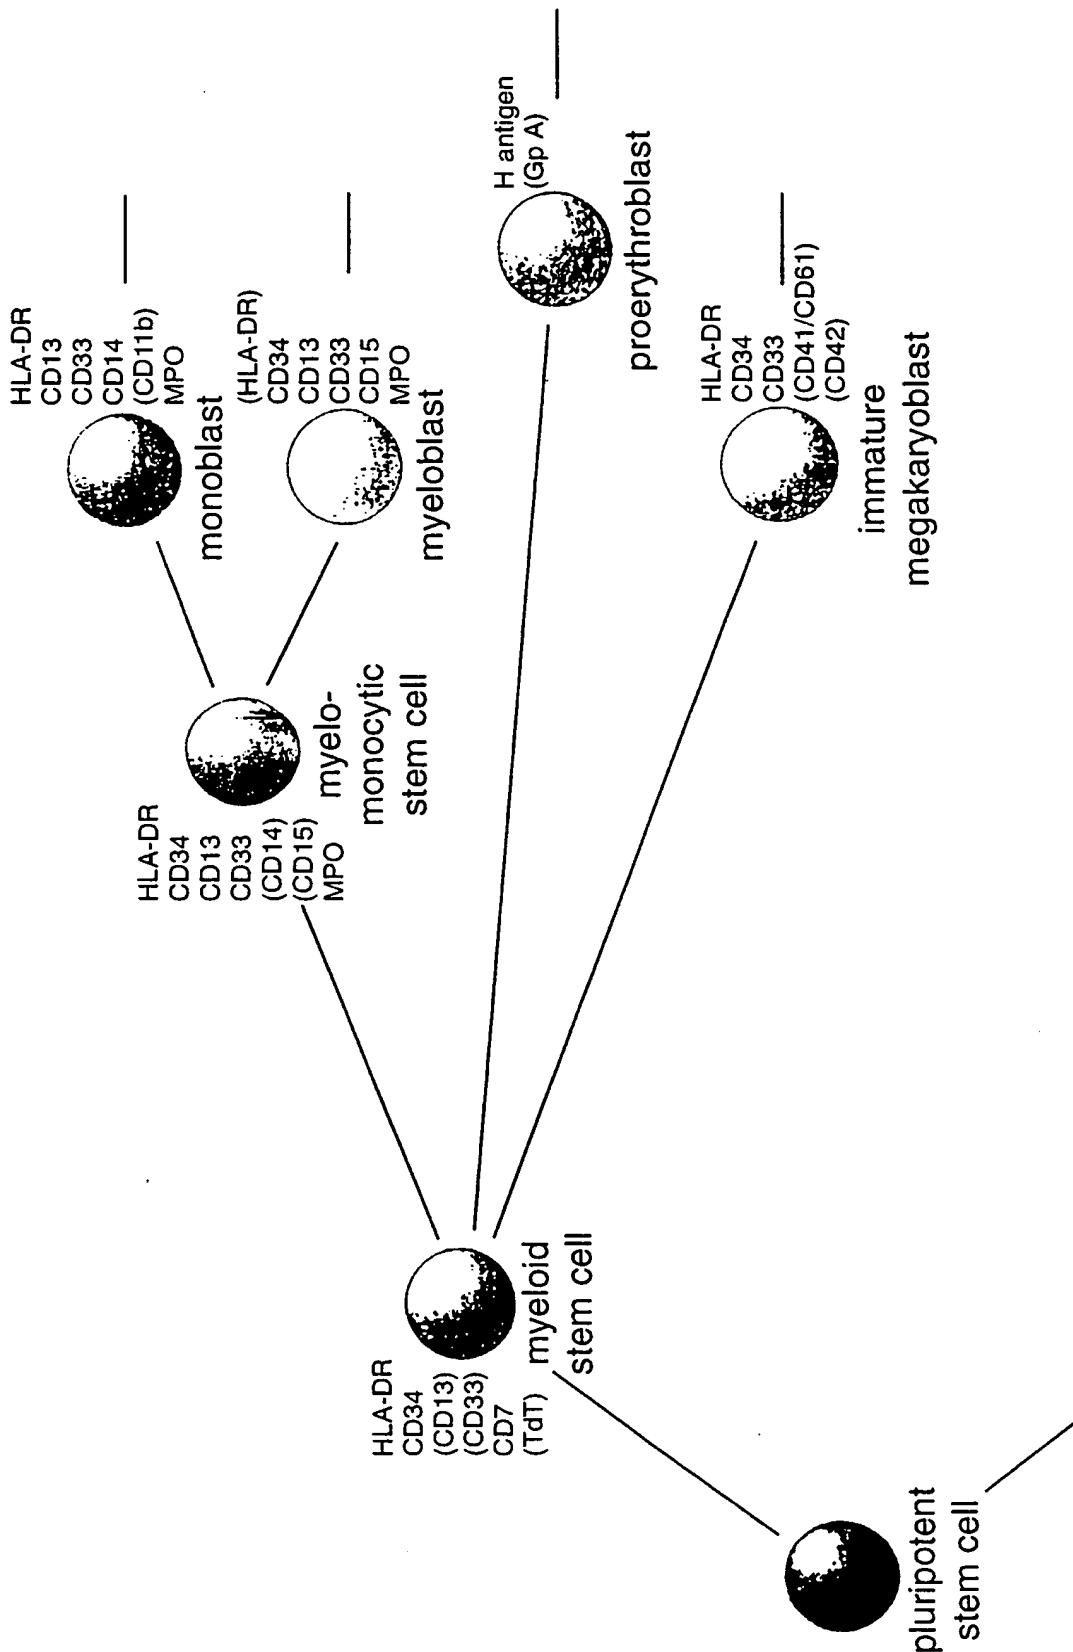 HLA-DR
CD13
CD33
CD14
(CD11b)
MPO
monoblast
(HLA-DR)
CD34
CD13
CD33
CD15
MPO
myeloblast
HLA-DR
CD34
CD13
CD33
(CD14)
(CD15)
MPO
myelo-
monocytic
stem cell
H antigen
(Gp A)
proerythroblast
HLA-DR
CD34
CD33
(CD41/CD61)
(CD42)
immature
megakaryoblast
HLA-DR
CD34
(CD13)
(CD33)
CD7
(TdT)
myeloid
stem cell
pluripotent
stem cell